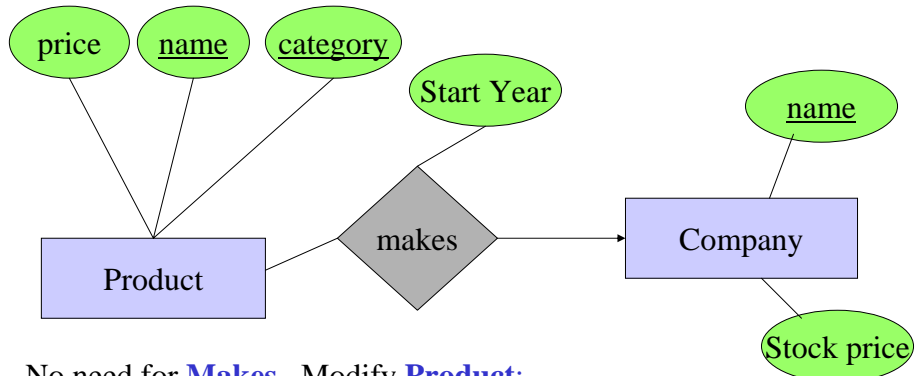 price
name
category
Start Year
name
makes
Company
Product
Stock price
No need for Makes. Modify Product: